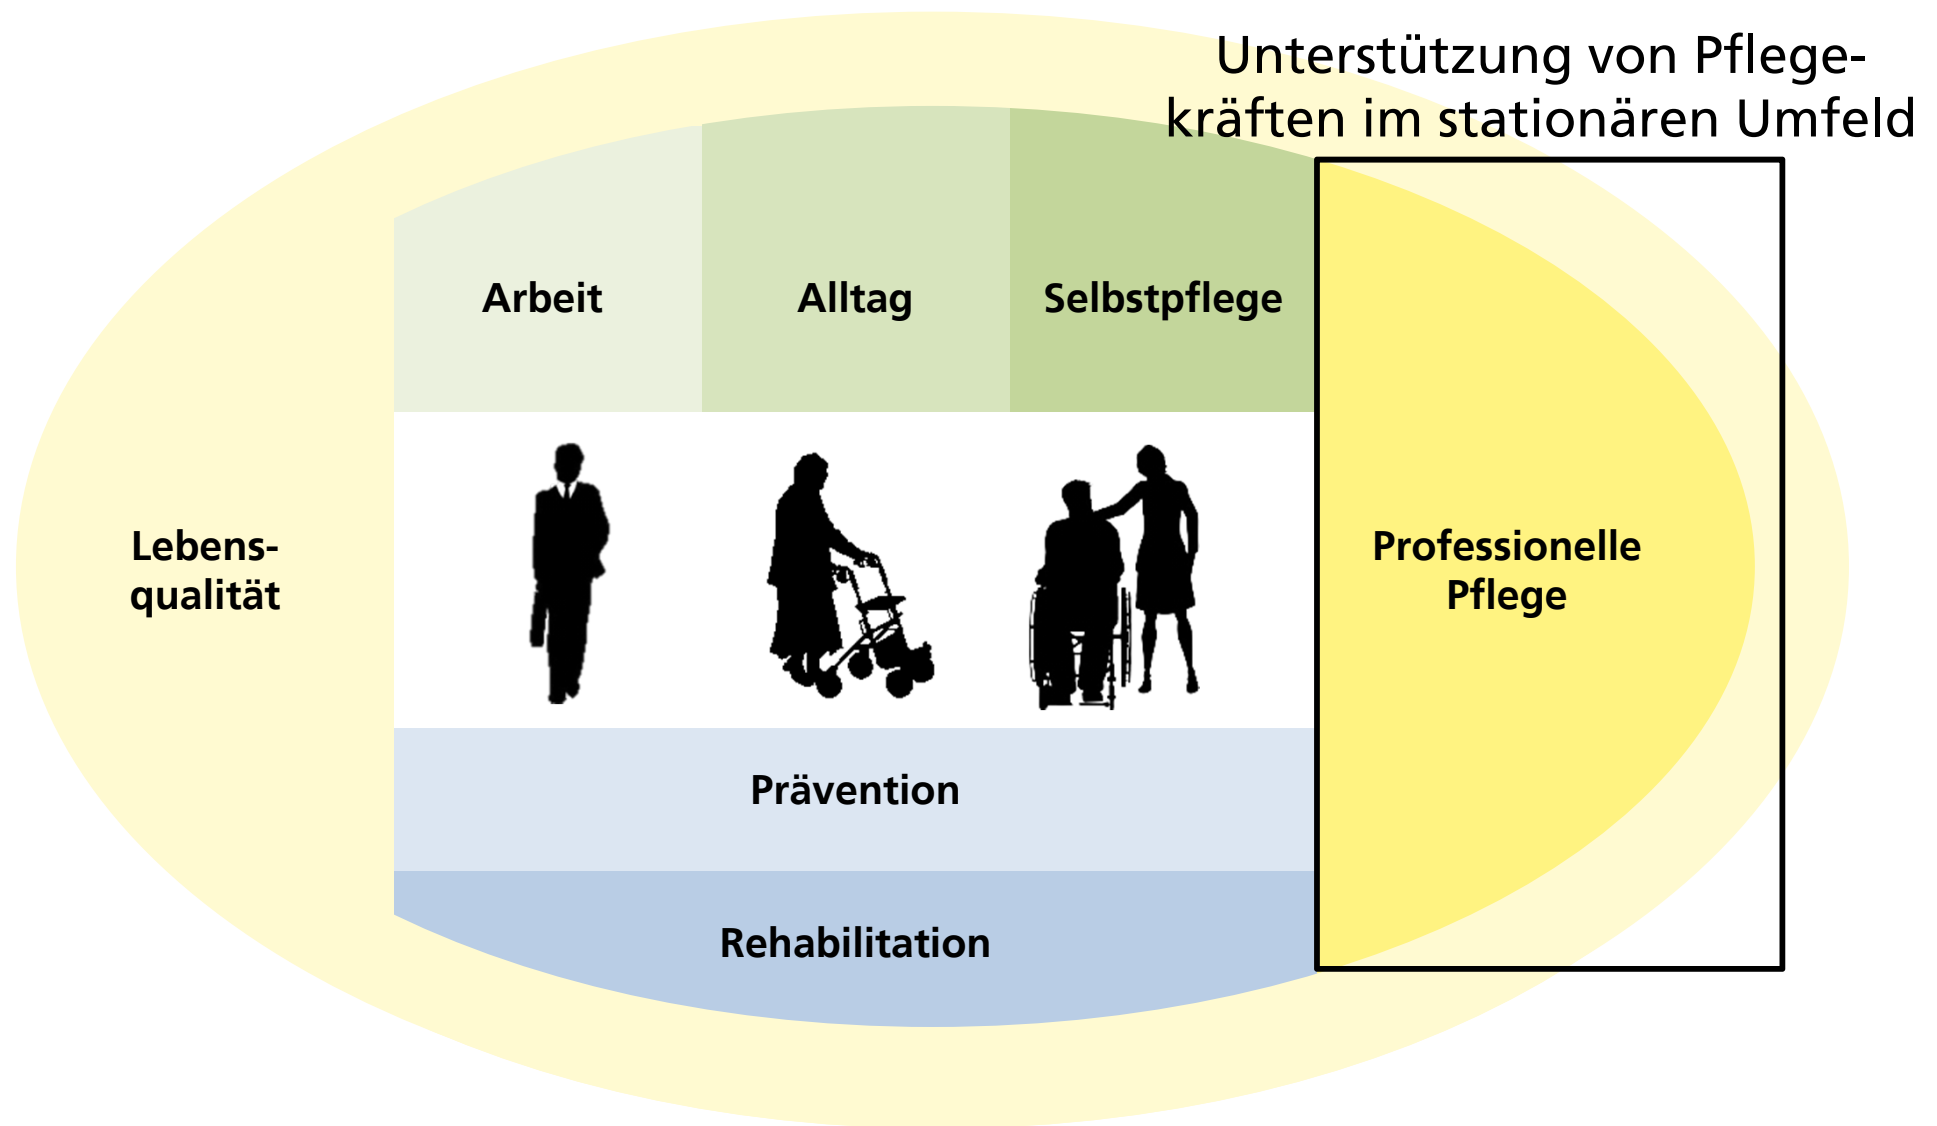 Unterstützung von Pflege-
kräften im stationären Umfeld
Arbeit
Alltag
Selbstpflege
Lebens-
qualität
Professionelle
Pflege
Prävention
Rehabilitation